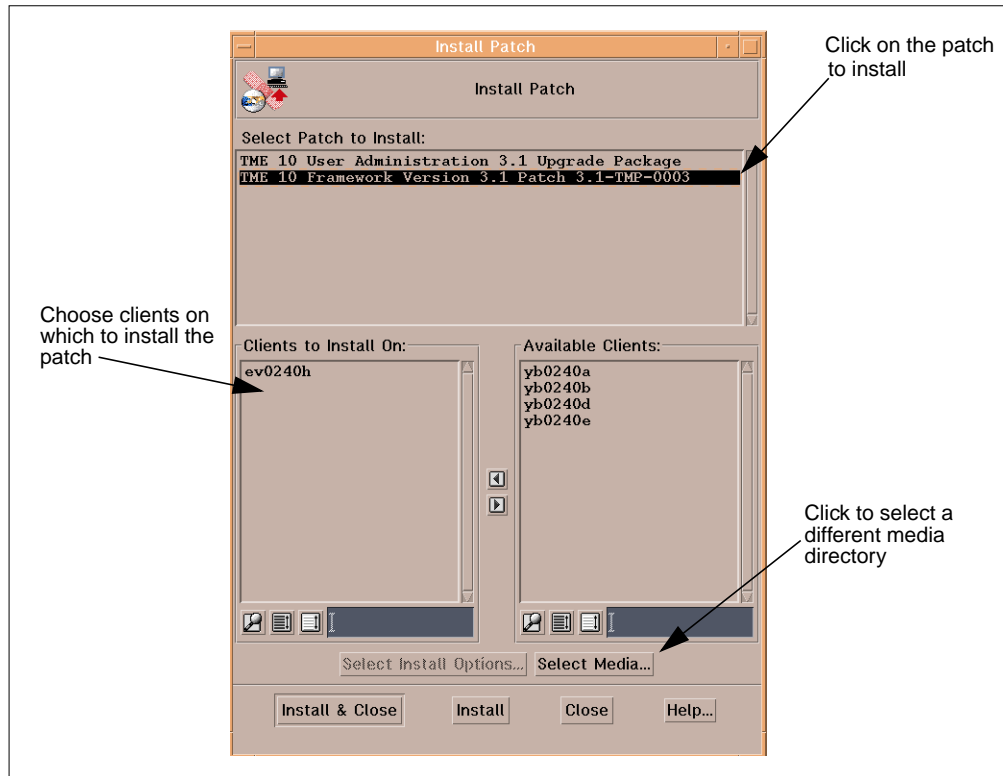 Install Patch
Click on the patch
to install
Install Patch
Select Patch to Install:
TME 10 User Administration 3.1 Upgrade Package
TME 10 Framework Version 3.1 Patch 3.1-TMP-0003
Choose clients on
which to install the
patch
Clients to Install On:
ev0240h
Available Clients:
yb0240a
yb0240b
yb0240d
yb0240e
Click to select a
different media
directory
Select Install Options...
Select Media...
Install & Close
Install
Close
Help...